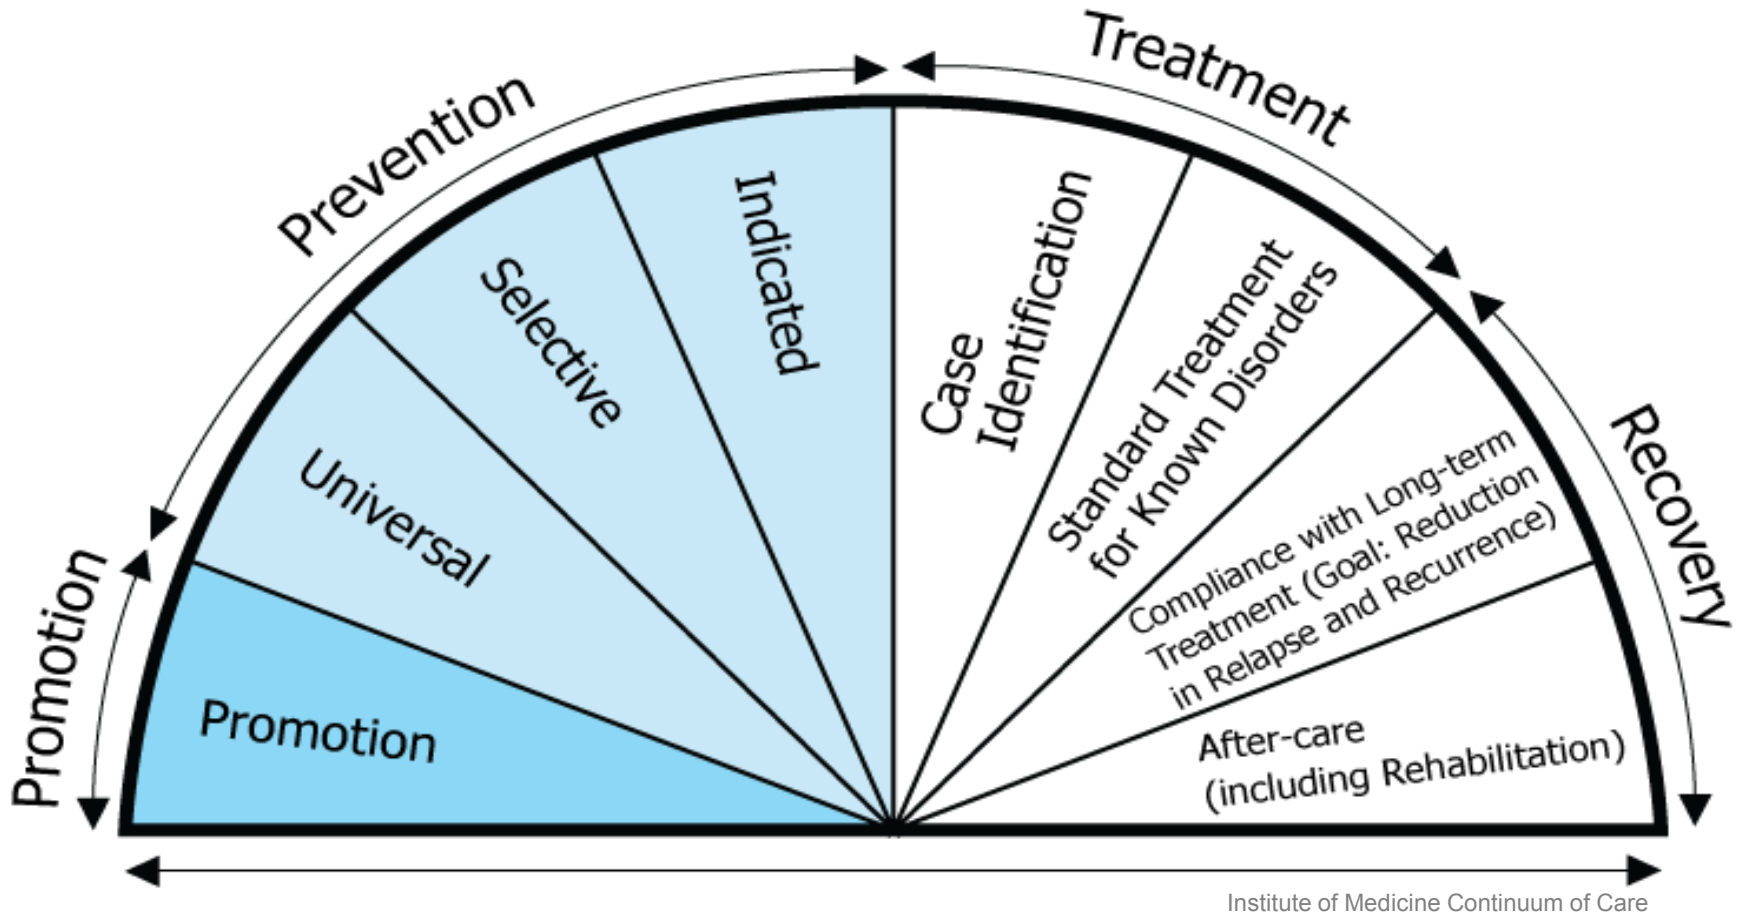 Promotion
Prevention
Treatment
Recovery
Promotion
Universal
Selective
Indicated
Case
Identification
Standard Treatment
for Known Disorders
Compliance with Long-term
Treatment (Goal: Reduction
in Relapse and Recurrence)
After-care
(including Rehabilitation)
Institute of Medicine Continuum of Care